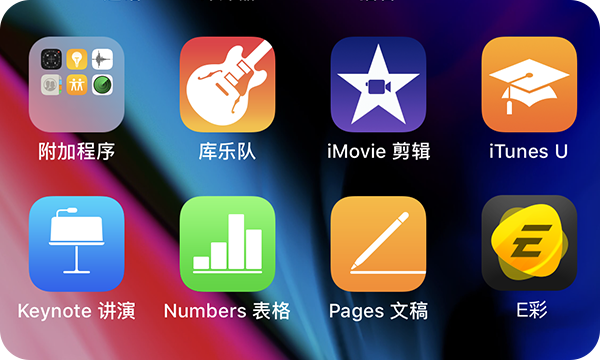 附加程序
库乐队
iMovie 剪辑
iTunes U
Keynote 讲演
Numbers 表格
Pages 文稿
E
E彩